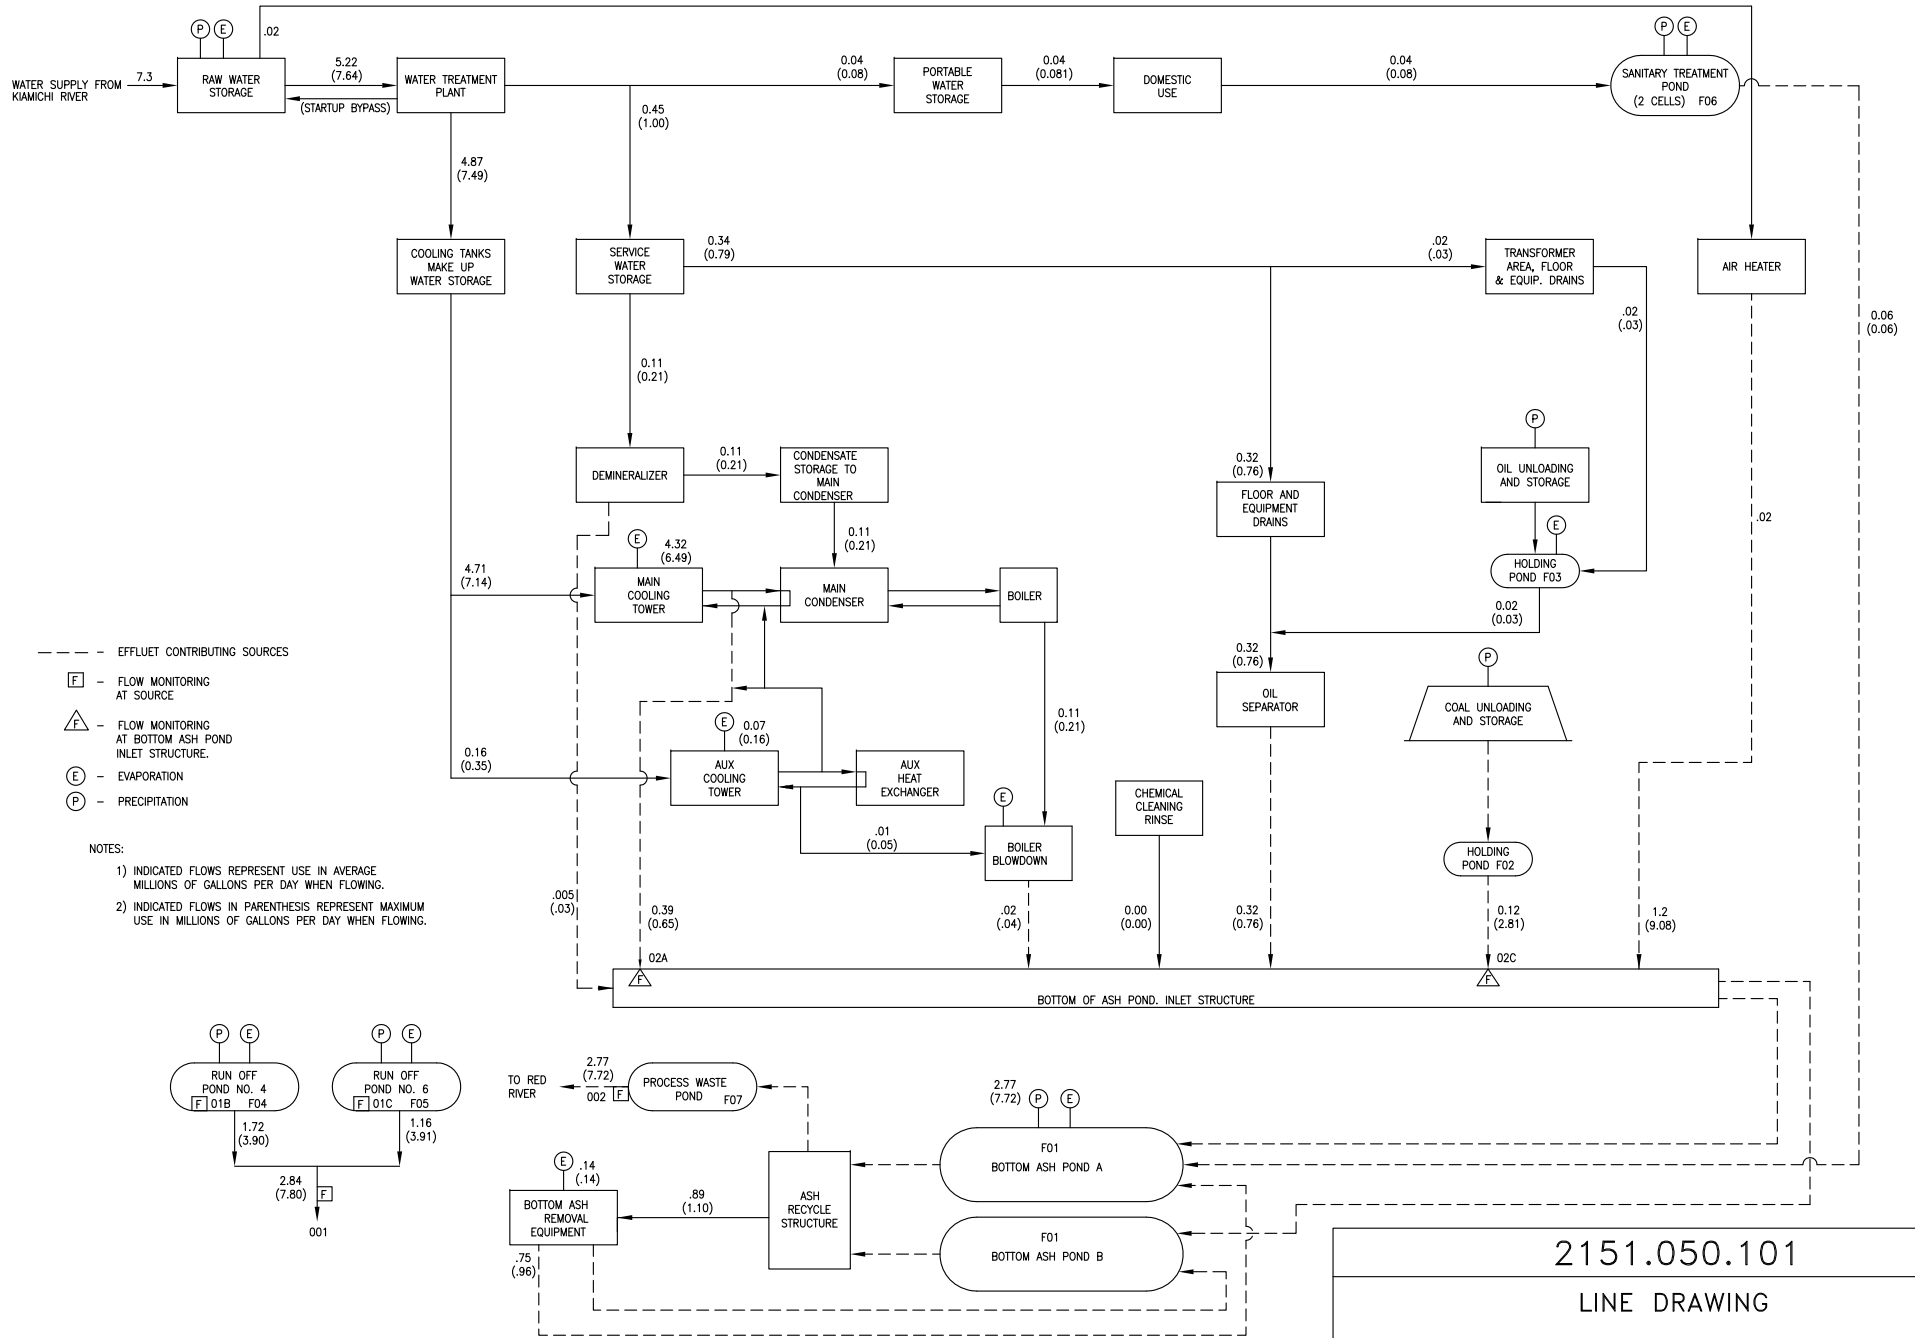 P
E
.02
P
E
WATER SUPPLY FROM
KIAMICHI RIVER
7.3
RAW WATER
STORAGE
5.22
(7.64)
(STARTUP BYPASS)
WATER TREATMENT
PLANT
0.04
(0.08)
PORTABLE
WATER
STORAGE
0.04
(0.081)
DOMESTIC
USE
0.04
(0.08)
SANITARY TREATMENT
POND
(2 CELLS) F06
0.45
(1.00)
4.87
(7.49)
COOLING TANKS
MAKE UP
WATER STORAGE
SERVICE
WATER
STORAGE
0.34
(0.79)
.02
(.03)
TRANSFORMER
AREA, FLOOR
& EQUIP. DRAINS
AIR HEATER
.02
(.03)
0.06
(0.06)
0.11
(0.21)
P
DEMINERALIZER
0.11
(0.21)
CONDENSATE
STORAGE TO
MAIN
CONDENSER
0.32
(0.76)
OIL UNLOADING
AND STORAGE
FLOOR AND
EQUIPMENT
DRAINS
.02
E
E
4.32
(6.49)
0.11
(0.21)
HOLDING
POND F03
4.71
(7.14)
MAIN
COOLING
TOWER
MAIN
CONDENSER
BOILER
0.02
(0.03)
– EFFLUET CONTRIBUTING SOURCES
F – FLOW MONITORING
AT SOURCE
F – FLOW MONITORING
AT BOTTOM ASH POND
INLET STRUCTURE.
E – EVAPORATION
P – PRECIPITATION
0.32
(0.76)
P
OIL
SEPARATOR
COAL UNLOADING
AND STORAGE
0.11
(0.21)
E
0.07
(0.16)
0.16
(0.35)
AUX
COOLING
TOWER
AUX
HEAT
EXCHANGER
CHEMICAL
CLEANING
RINSE
E
.01
(0.05)
BOILER
BLOWDOWN
HOLDING
POND F02
NOTES:
1) INDICATED FLOWS REPRESENT USE IN AVERAGE
MILLIONS OF GALLONS PER DAY WHEN FLOWING.
2) INDICATED FLOWS IN PARENTHESIS REPRESENT MAXIMUM
USE IN MILLIONS OF GALLONS PER DAY WHEN FLOWING.
.005
(.03)
0.39
(0.65)
.02
(.04)
0.00
(0.00)
0.32
(0.76)
0.12
(2.81)
1.2
(9.08)
02A
02C
F
F
BOTTOM OF ASH POND. INLET STRUCTURE
P
E
P
E
RUN OFF
POND NO. 4
F 01B F04
RUN OFF
POND NO. 6
F 01C F05
1.72
(3.90)
1.16
(3.91)
2.84
(7.80)
F
001
TO RED
RIVER
2.77
(7.72)
002 F
PROCESS WASTE
POND F07
2.77
(7.72)
P
E
F01
BOTTOM ASH POND A
E
.14
(.14)
BOTTOM ASH
REMOVAL
EQUIPMENT
.89
(1.10)
ASH
RECYCLE
STRUCTURE
F01
BOTTOM ASH POND B
.75
(.96)
2151.050.101
LINE DRAWING